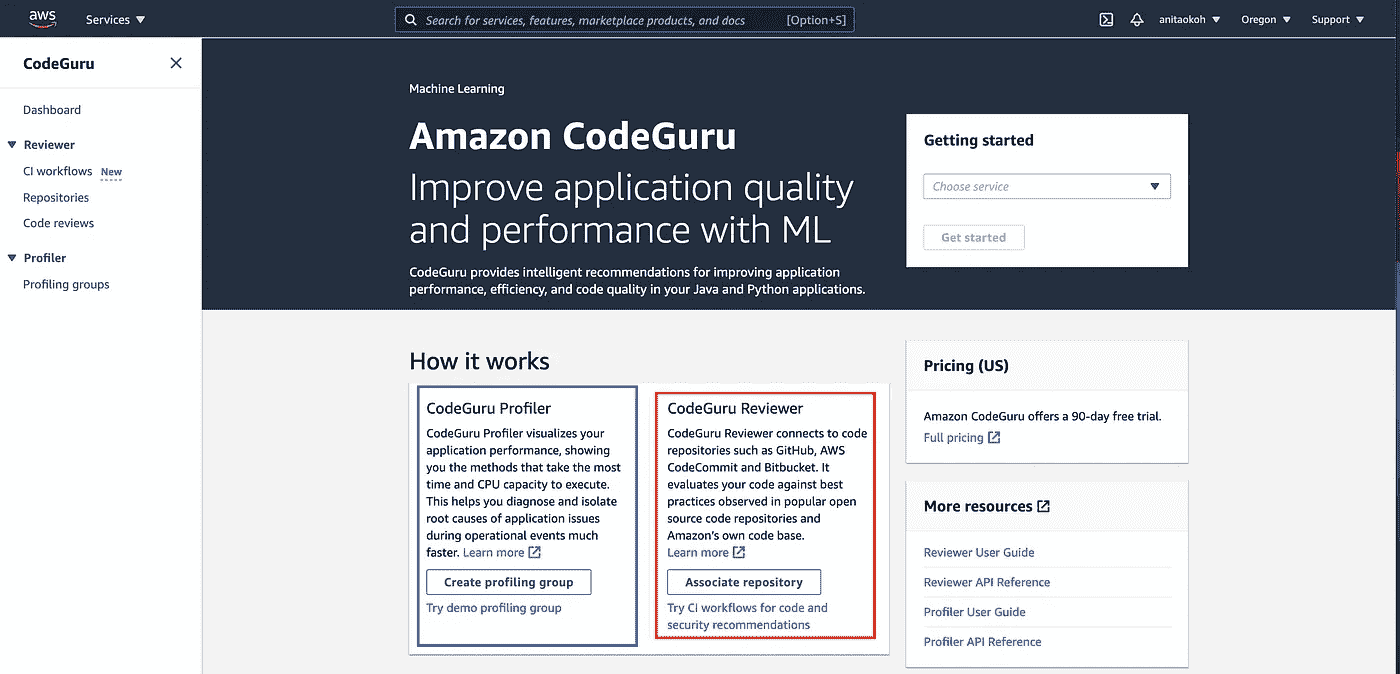 aws
Services
Search for services, features, marketplace products, and docs
[Option+S]
anitaokoh
Oregon
Support
CodeGuru
Dashboard
Reviewer
CI workflows New
Repositories
Code reviews
Profiler
Profiling groups
Machine Learning
Amazon CodeGuru
Improve application quality
and performance with ML
CodeGuru provides intelligent recommendations for improving application
performance, efficiency, and code quality in your Java and Python applications.
Getting started
Choose service
Get started
How it works
CodeGuru Profiler
CodeGuru Profiler visualizes your
application performance, showing
you the methods that take the most
time and CPU capacity to execute.
This helps you diagnose and isolate
root causes of application issues
during operational events much
faster. Learn more
Create profiling group
Try demo profiling group
CodeGuru Reviewer
CodeGuru Reviewer connects to code
repositories such as GitHub, AWS
CodeCommit and Bitbucket. It
evaluates your code against best
practices observed in popular open
source code repositories and
Amazon's own code base.
Learn more
Associate repository
Try CI workflows for code and
security recommendations
Pricing (US)
Amazon CodeGuru offers a 90-day free trial.
Full pricing
More resources
Reviewer User Guide
Reviewer API Reference
Profiler User Guide
Profiler API Reference